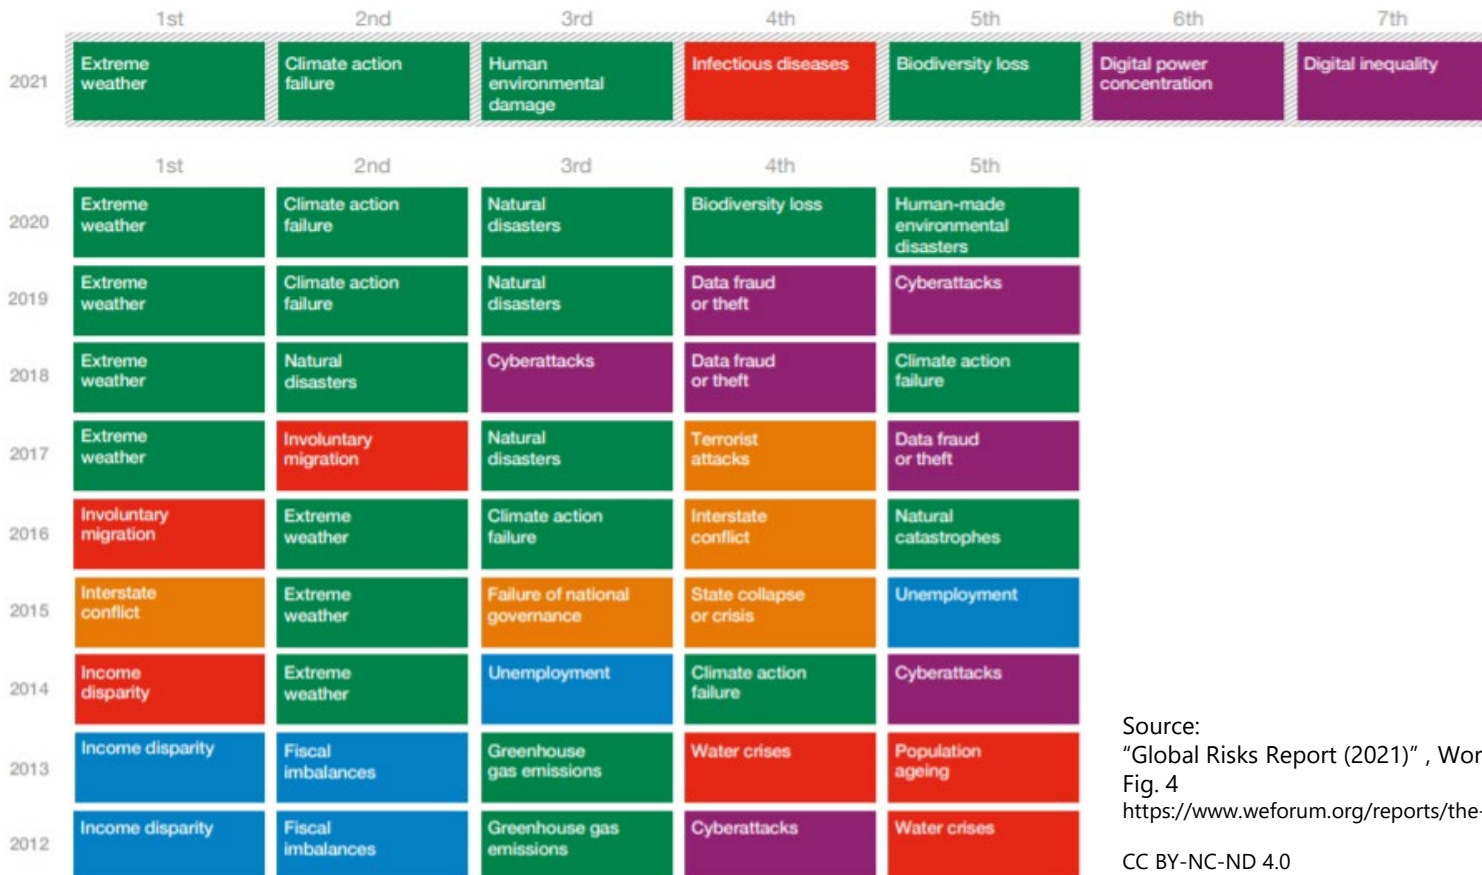 1st 2nd 3rd 4th 5th 6th 7th
2021
Extreme
weather
Climate action
failure
Human
environmental
damage
Infectious diseases
Biodiversity loss
Digital power
concentration
Digital inequality
1st 2nd 3rd 4th 5th
2020
Extreme
weather
Climate action
failure
Natural
disasters
Biodiversity loss
Human-made
environmental
disasters
2019
Extreme
weather
Climate action
failure
Natural
disasters
Data fraud
or theft
Cyberattacks
2018
Extreme
weather
Natural
disasters
Cyberattacks
Data fraud
or theft
Climate action
failure
2017
Extreme
weather
Involuntary
migration
Natural
disasters
Terrorist
attacks
Data fraud
or theft
2016
Involuntary
migration
Extreme
weather
Climate action
failure
Interstate
conflict
Natural
catastrophes
2015
Interstate
conflict
Extreme
weather
Failure of national
governance
State collapse
or crisis
Unemployment
2014
Income
disparity
Extreme
weather
Unemployment
Climate action
failure
Cyberattacks
2013
Income disparity
Fiscal
imbalances
Greenhouse
gas emissions
Water crises
Population
ageing
2012
Income disparity
Fiscal
imbalances
Greenhouse gas
emissions
Cyberattacks
Water crises
Source:
“Global Risks Report (2021)” , Wor
Fig. 4
https://www.weforum.org/reports/the-
CC BY-NC-ND 4.0